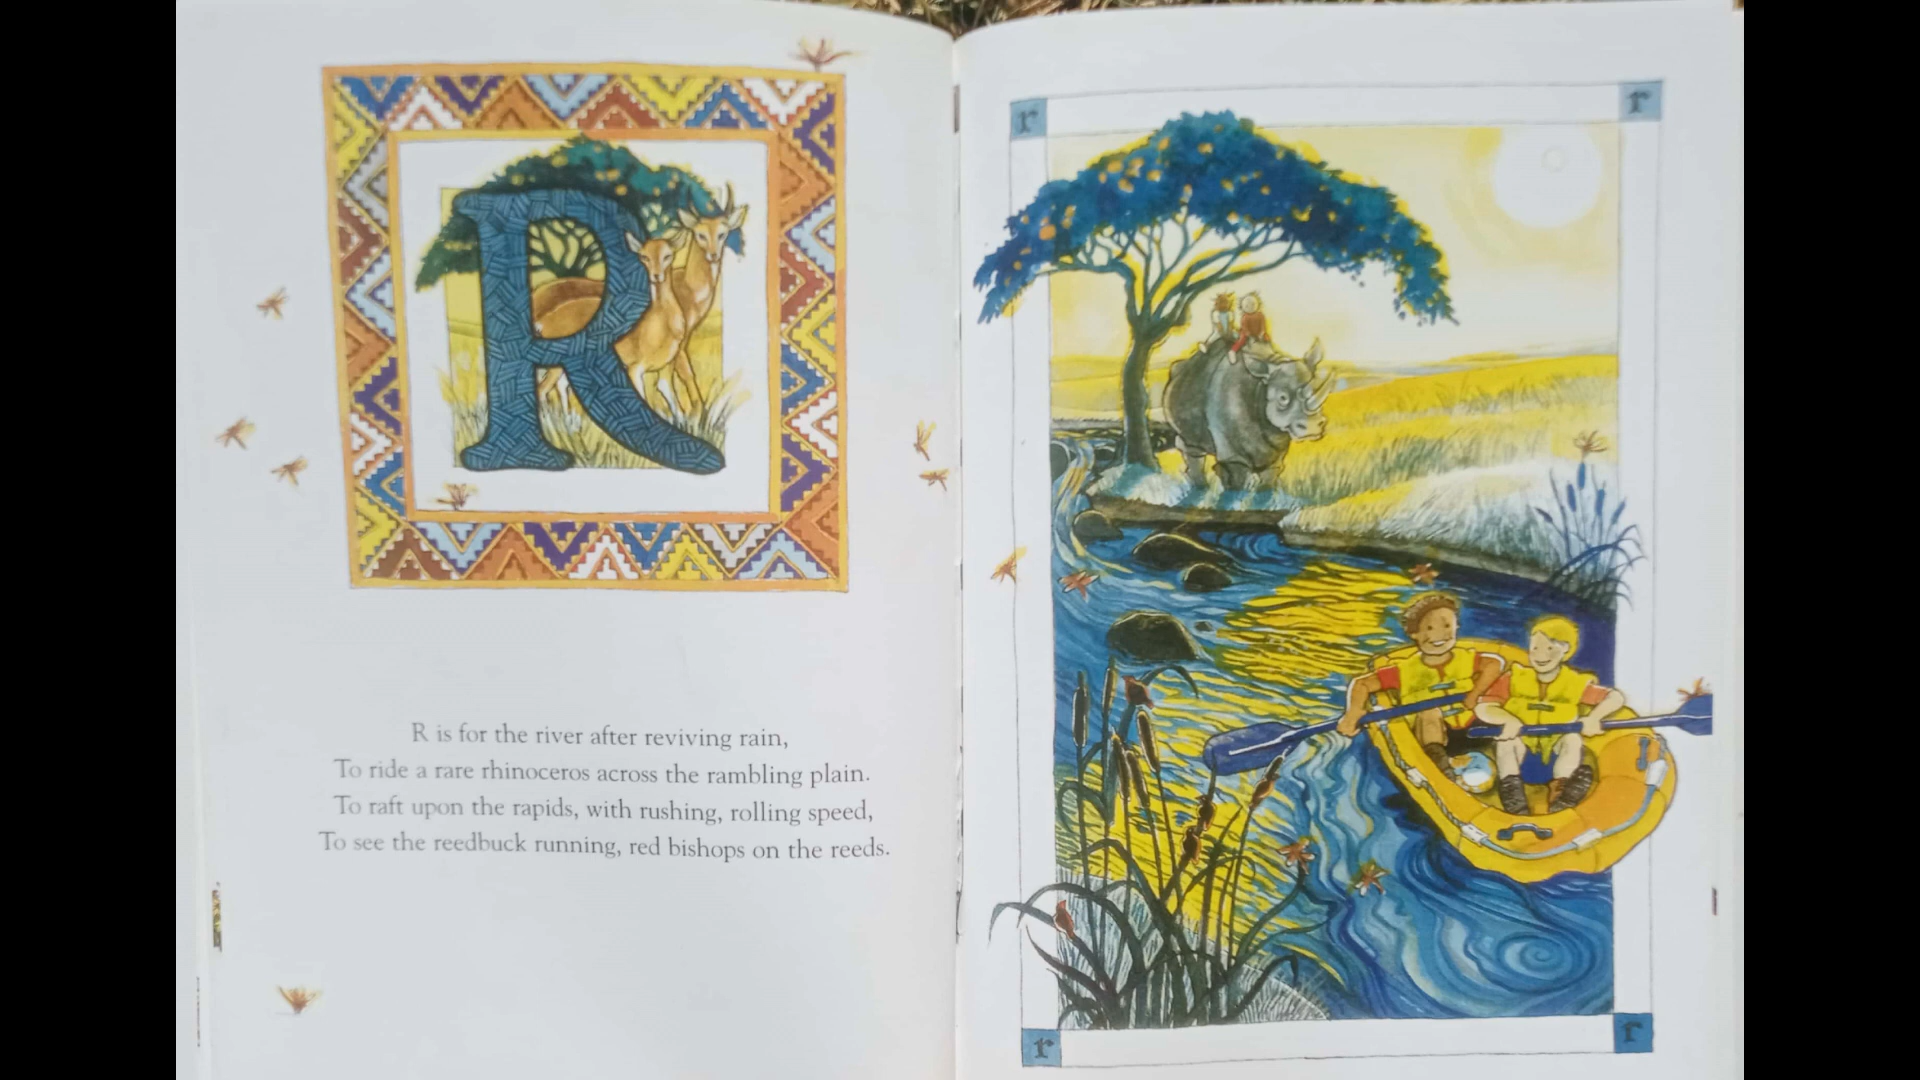 r
r
R
R is for the river after reviving rain,
To ride a rare rhinoceros across the rambling plain.
To raft upon the rapids, with rushing, rolling speed,
To see the reedbuck running, red bishops on the reeds.
r
r